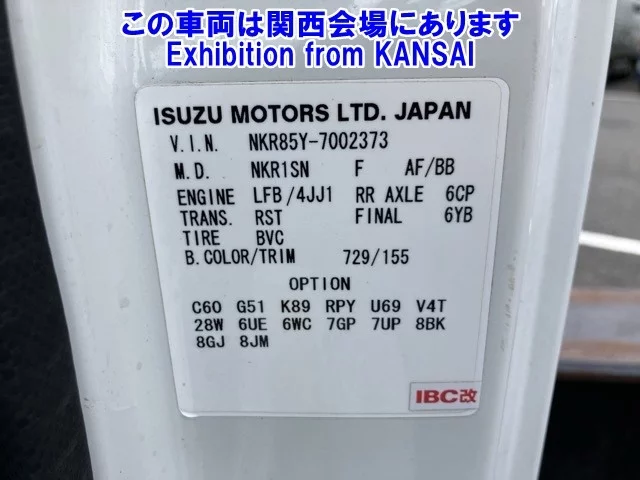 この車両は関西会場にあります
Exhibition from KANSAI
ISUZU MOTORS LTD. JAPAN
V.I.N. NKR85Y-7002373
M.D. NKR1SN F AF/BB
ENGINE LFB/4JJ1 RR AXLE 6CP
TRANS. RST FINAL 6YB
TIRE BVC
B.COLOR/TRIM 729/155
OPTION
C60 G51 K89 RPY U69 V4T
28W 6UE 6WC 7GP 7UP 8BK
8GJ 8JM
IBC改